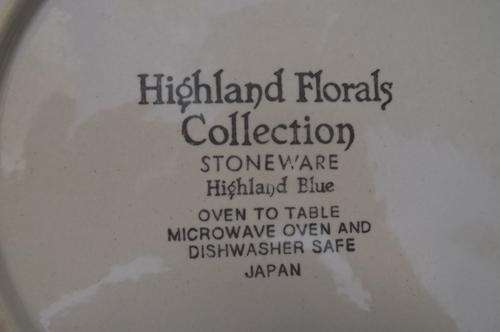 Highland Florals
Collection
STONEWARE
Highland Blue
OVEN TO TABLE
MICROWAVE OVEN AND
DISHWASHER SAFE
JAPAN